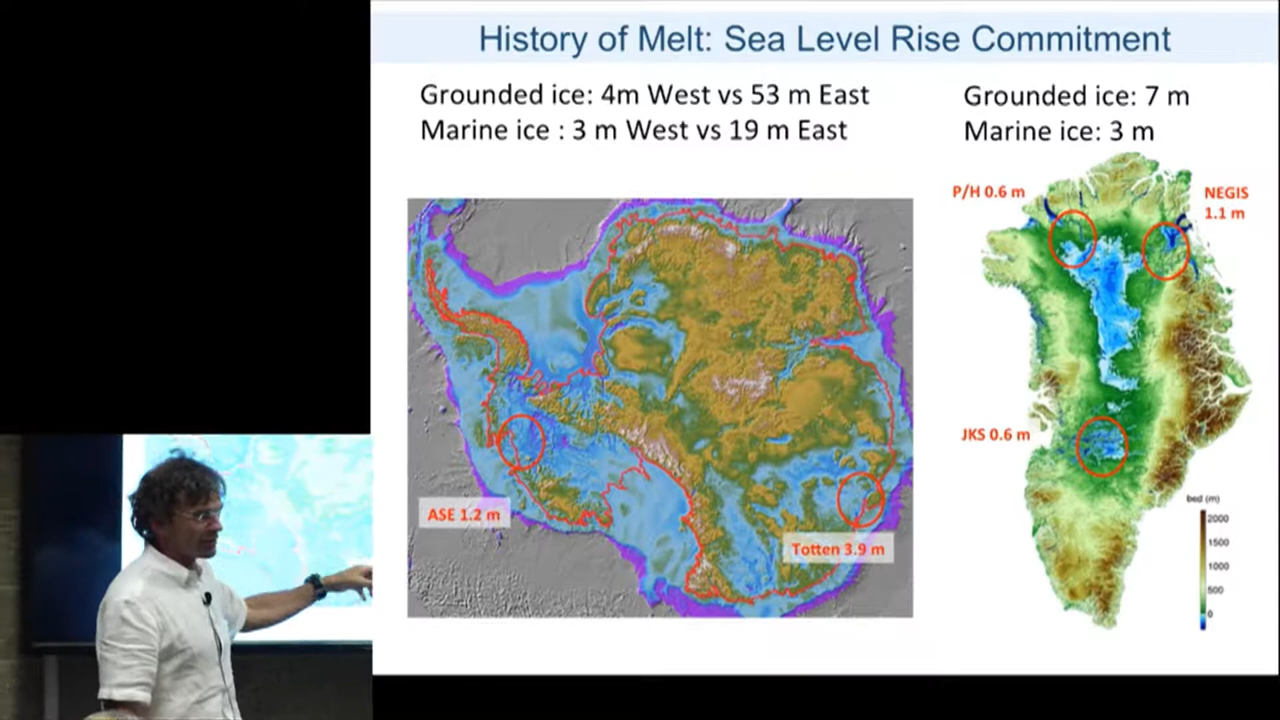 History of Melt: Sea Level Rise Commitment
Grounded ice: 4m West vs 53 m East
Marine ice : 3 m West vs 19 m East
Grounded ice: 7 m
Marine ice: 3 m
P/H 0.6 m
NEGIS
1.1 m
JKS 0.6 m
ASE 1.2 m
Totten 3.9 m
bed (m)
2000
1500
1000
500
0